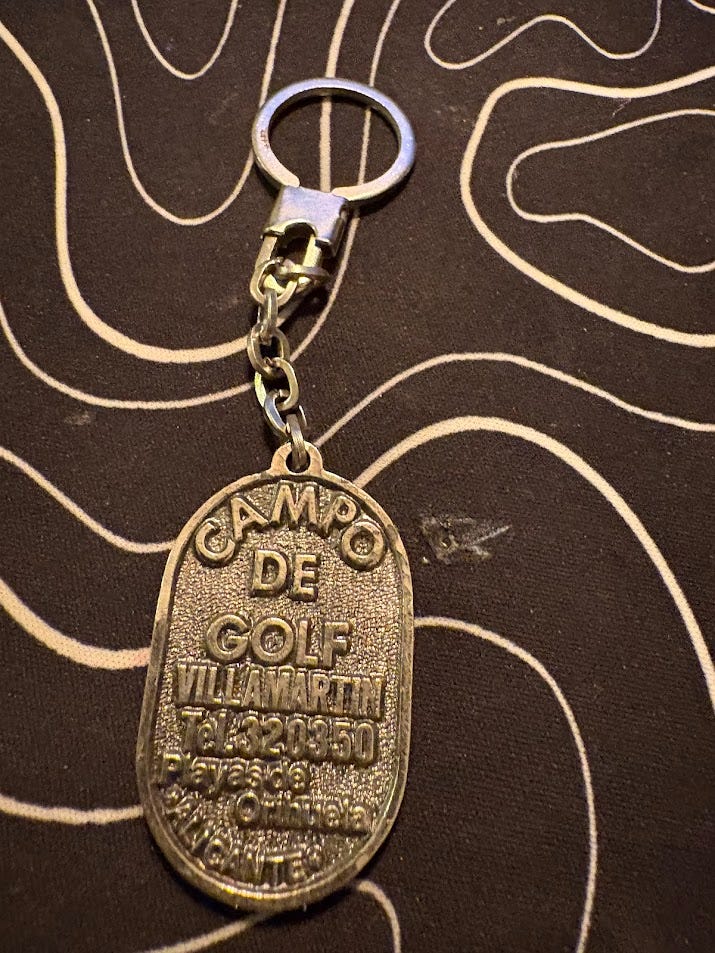 CAMPO
DE
GOLF
VILLAMARTIN
Tel.320350
Playas de
Orihuela
"ALICANTE"